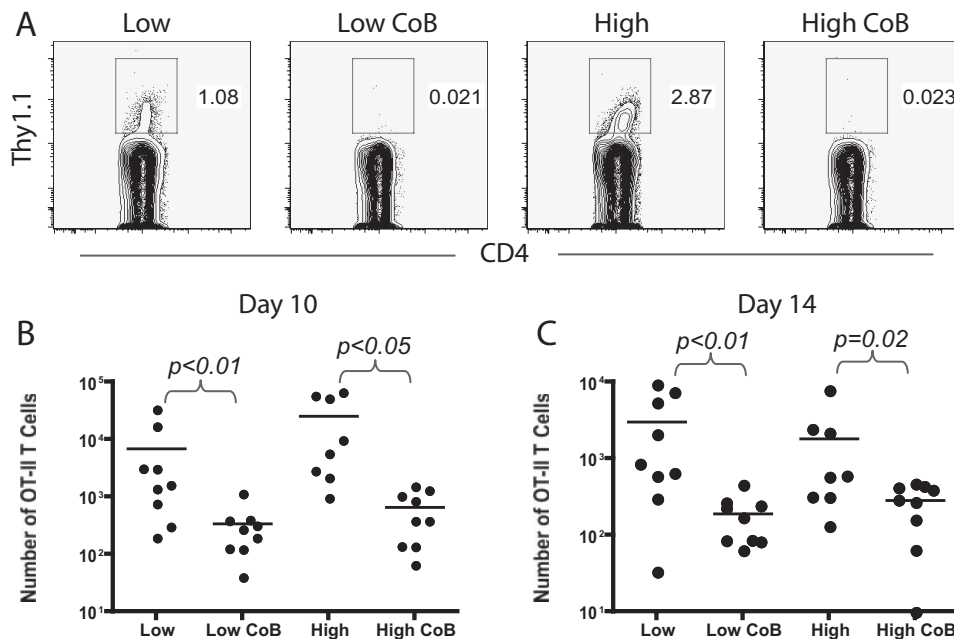 A
Low
Low CoB
High
High CoB
Thy1.1
1.08
0.021
2.87
0.023
CD4
B
Day 10
p<0.01
p<0.05
Number of OT-II T Cells
10⁵
10⁴
10³
10²
10¹
Low
Low CoB
High
High CoB
C
Day 14
p<0.01
p=0.02
Number of OT-II T Cells
10⁴
10³
10²
10¹
Low
Low CoB
High
High CoB